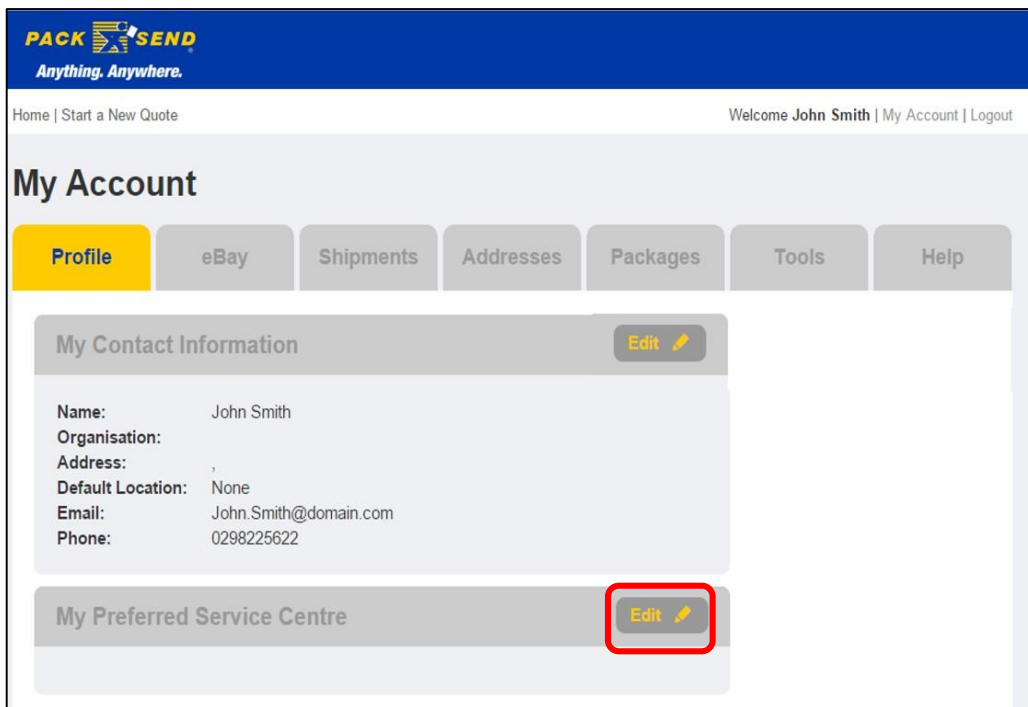 PACK SEND
Anything. Anywhere.
Home | Start a New Quote Welcome John Smith | My Account | Logout
My Account
Profile eBay Shipments Addresses Packages Tools Help
My Contact Information Edit
Name: John Smith
Organisation:
Address: ,
Default Location: None
Email: John.Smith@domain.com
Phone: 0298225622
My Preferred Service Centre Edit